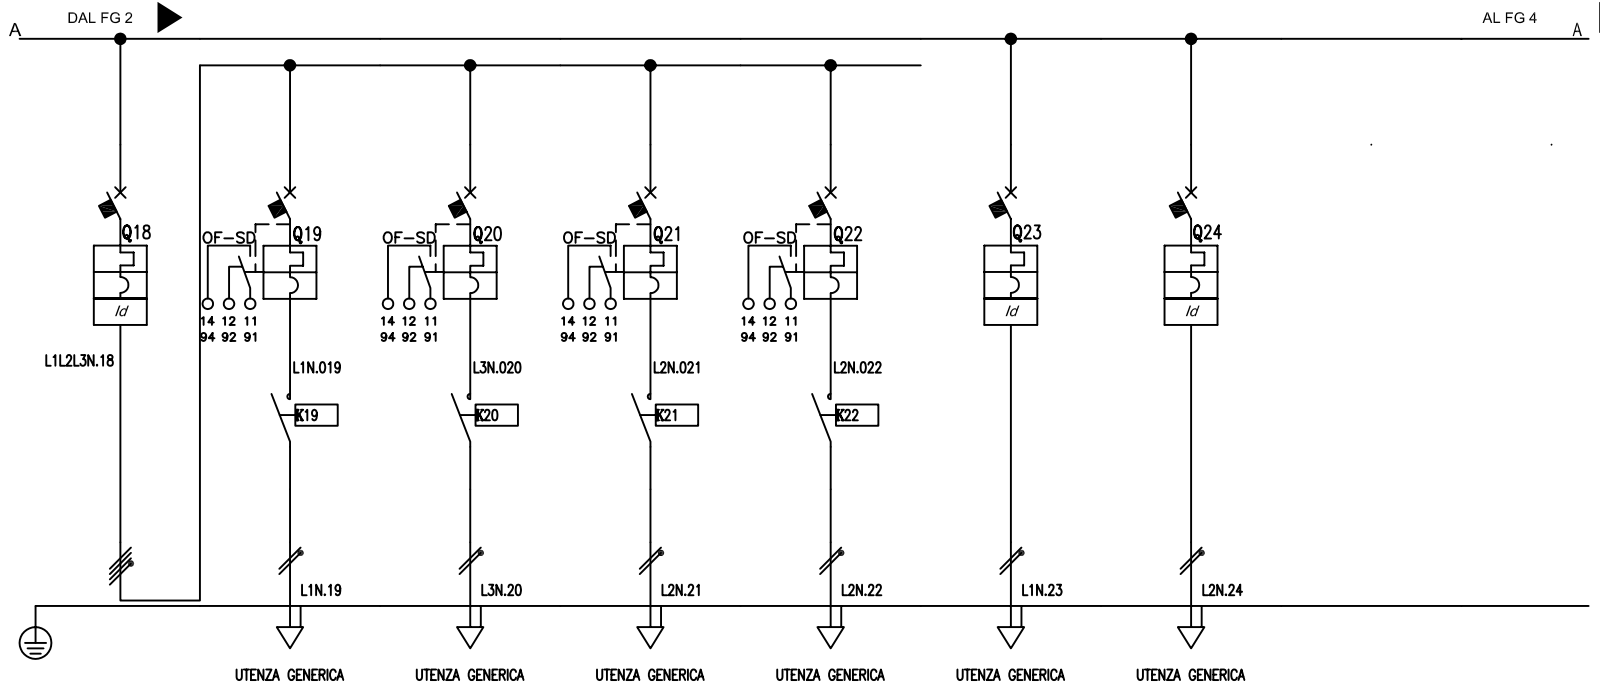 DAL FG 2
AL FG 4
A
A
Q18
Q19
Q20
Q21
Q22
Q23
Q24
OF-SD
OF-SD
OF-SD
OF-SD
Id
Id
Id
14 12 11
14 12 11
14 12 11
14 12 11
94 92 91
94 92 91
94 92 91
94 92 91
L1L2L3N.18
L1N.019
L3N.020
L2N.021
L2N.022
K19
K20
K21
K22
L1N.19
L3N.20
L2N.21
L2N.22
L1N.23
L2N.24
UTENZA GENERICA
UTENZA GENERICA
UTENZA GENERICA
UTENZA GENERICA
UTENZA GENERICA
UTENZA GENERICA